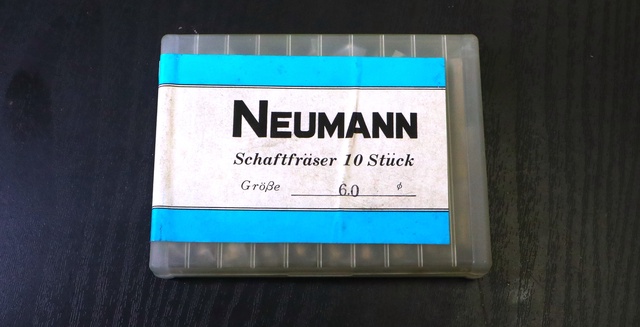 NEUMANN
Schaftfräser 10 Stück
Größe 6.0 ø